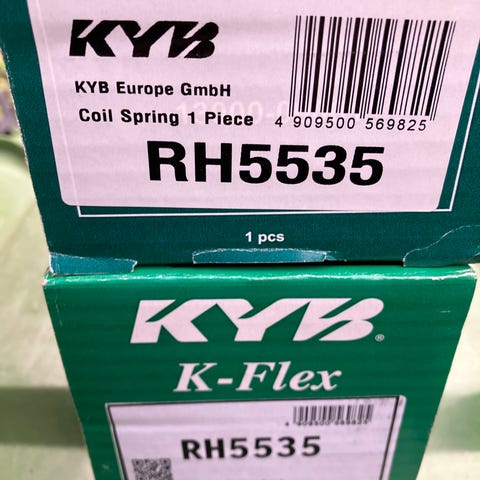 KYB
KYB Europe GmbH
Coil Spring 1 Piece
4 909500 569825
RH5535
1 pcs
KYB®
K-Flex
RH5535